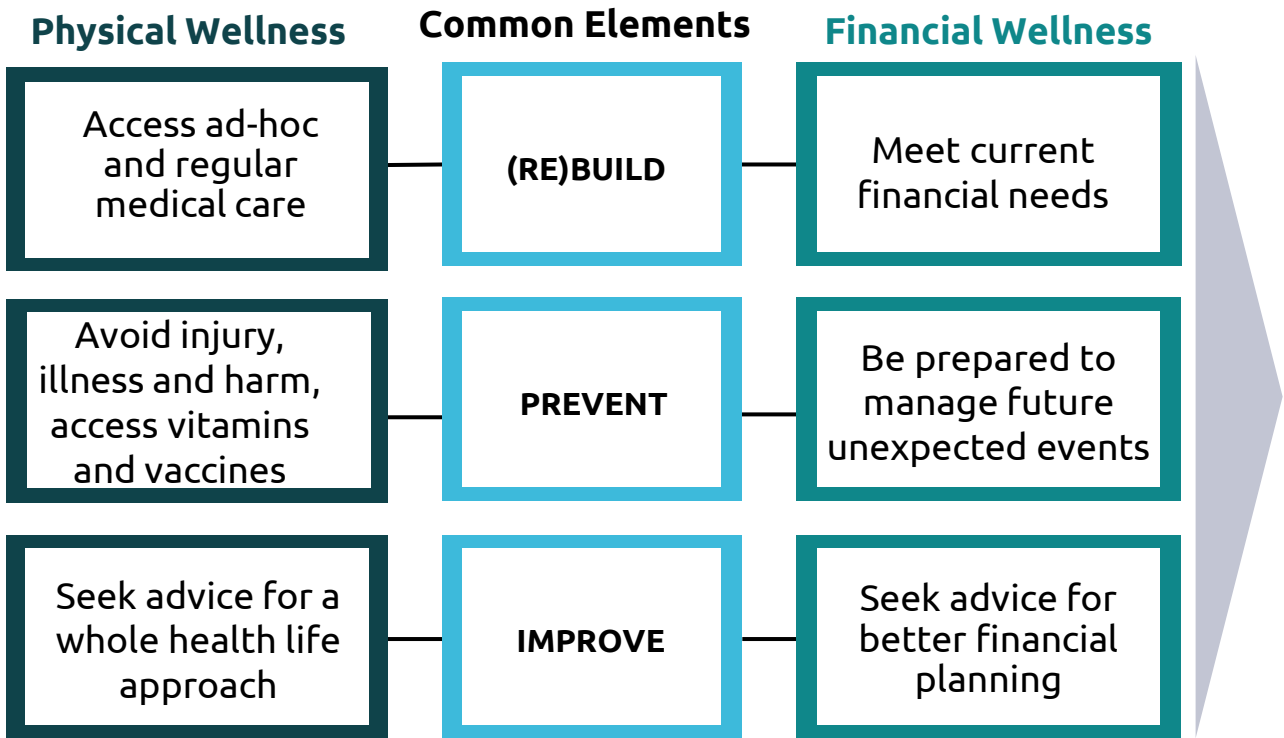 Physical Wellness
Common Elements
Financial Wellness
Access ad-hoc
and regular
medical care
(RE)BUILD
Meet current
financial needs
Avoid injury,
illness and harm,
access vitamins
and vaccines
PREVENT
Be prepared to
manage future
unexpected events
Seek advice for a
whole health life
approach
IMPROVE
Seek advice for
better financial
planning